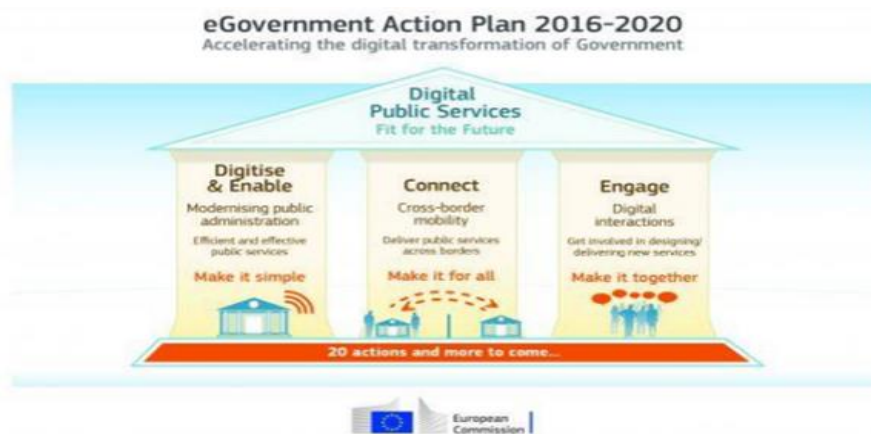 eGovernment Action Plan 2016-2020
Accelerating the digital transformation of Government
Digital
Public Services
Fit for the Future
Digitise
& Enable
Modernising public
administration
Efficient and effective
public services
Make it simple
Connect
Cross-border
mobility
Deliver public services
across borders
Make it for all
Engage
Digital
interactions
Get involved in designing/
delivering new services
Make it together
20 actions and more to come...
European
Commission